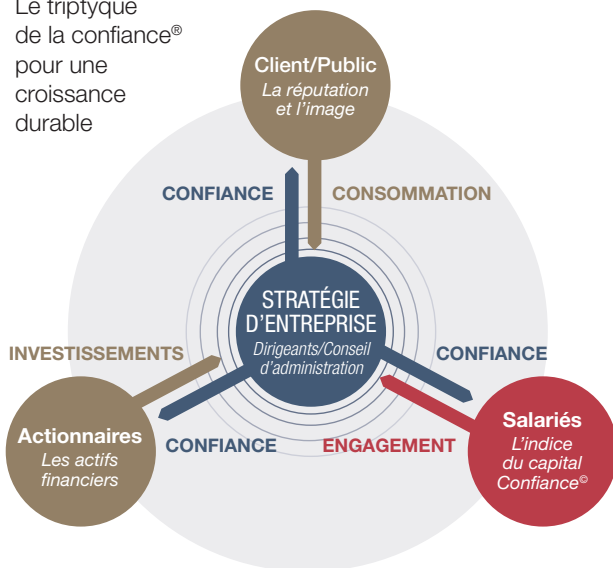 Le triptyque
de la confiance®
pour une
croissance
durable
Client/Public
La réputation
et l'image
CONFIANCE
CONSOMMATION
STRATÉGIE
D'ENTREPRISE
Dirigeants/Conseil
d'administration
INVESTISSEMENTS
CONFIANCE
Actionnaires
Les actifs
financiers
CONFIANCE
ENGAGEMENT
Salariés
L'indice
du capital
Confiance©